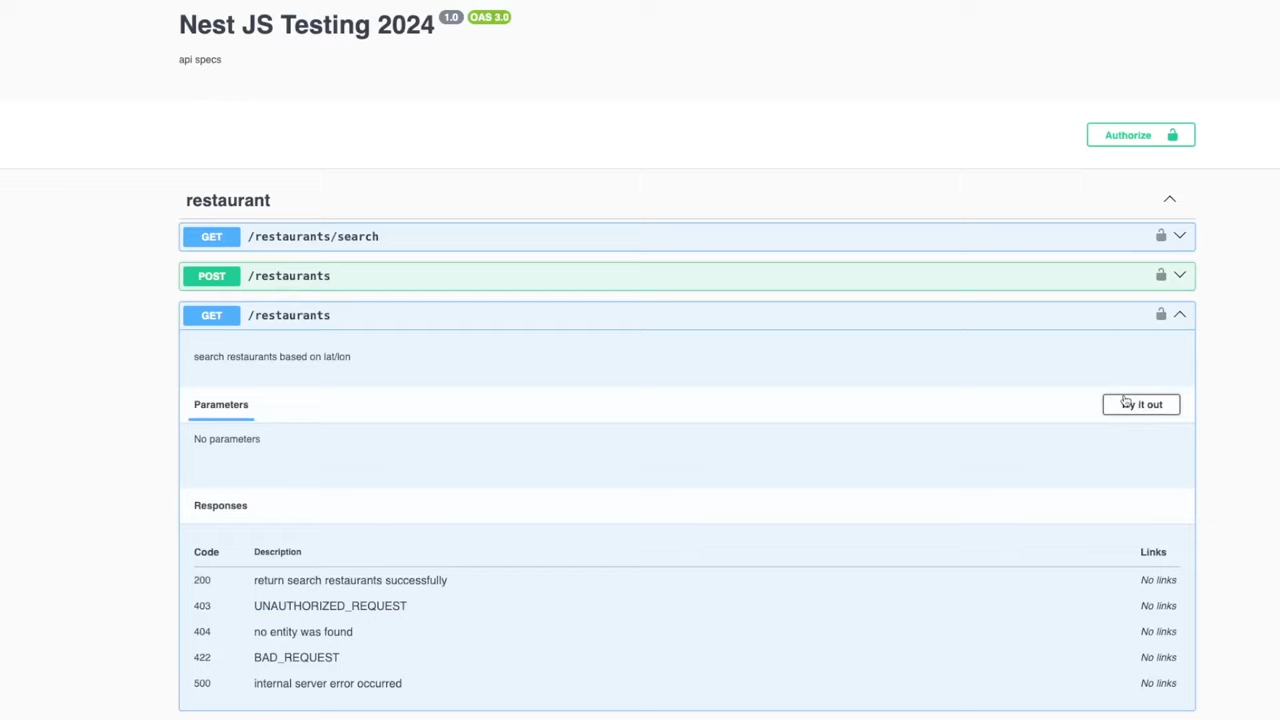 Nest JS Testing 2024 1.0 OAS 3.0
api specs
Authorize
restaurant
GET /restaurants/search
POST /restaurants
GET /restaurants
search restaurants based on lat/lon
Parameters
it out
No parameters
Responses
Code Description Links
200 return search restaurants successfully No links
403 UNAUTHORIZED_REQUEST No links
404 no entity was found No links
422 BAD_REQUEST No links
500 internal server error occurred No links